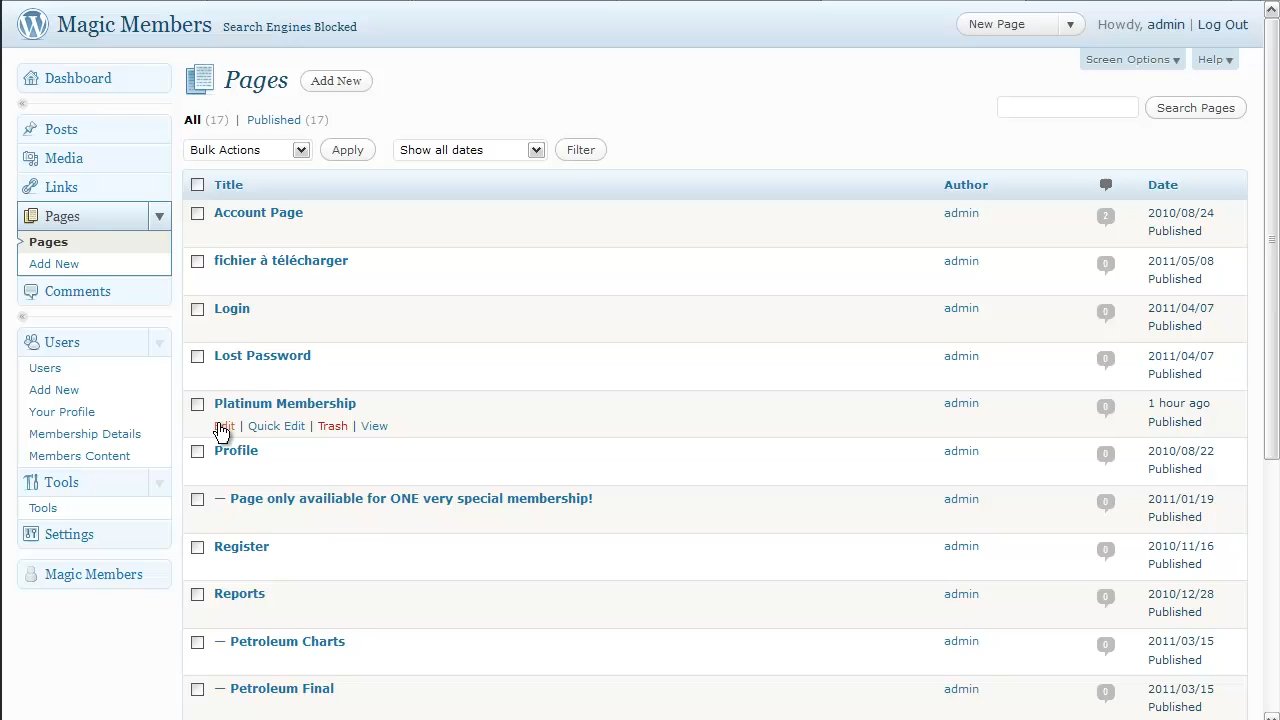 Magic Members Search Engines Blocked
New Page
Howdy, admin | Log Out
Screen Options
Help
Dashboard
Posts
Media
Links
Pages
Pages
Add New
Comments
Users
Users
Add New
Your Profile
Membership Details
Members Content
Tools
Tools
Settings
Magic Members
Pages Add New
All (17) | Published (17)
Search Pages
Bulk Actions Apply Show all dates Filter
Title Author Date
Account Page admin 2 2010/08/24
Published
fichier à télécharger admin 0 2011/05/08
Published
Login admin 0 2011/04/07
Published
Lost Password admin 0 2011/04/07
Published
Platinum Membership admin 0 1 hour ago
Edit | Quick Edit | Trash | View Published
Profile admin 0 2010/08/22
Published
— Page only availiable for ONE very special membership! admin 0 2011/01/19
Published
Register admin 0 2010/11/16
Published
Reports admin 0 2010/12/28
Published
— Petroleum Charts admin 0 2011/03/15
Published
— Petroleum Final admin 0 2011/03/15
Published